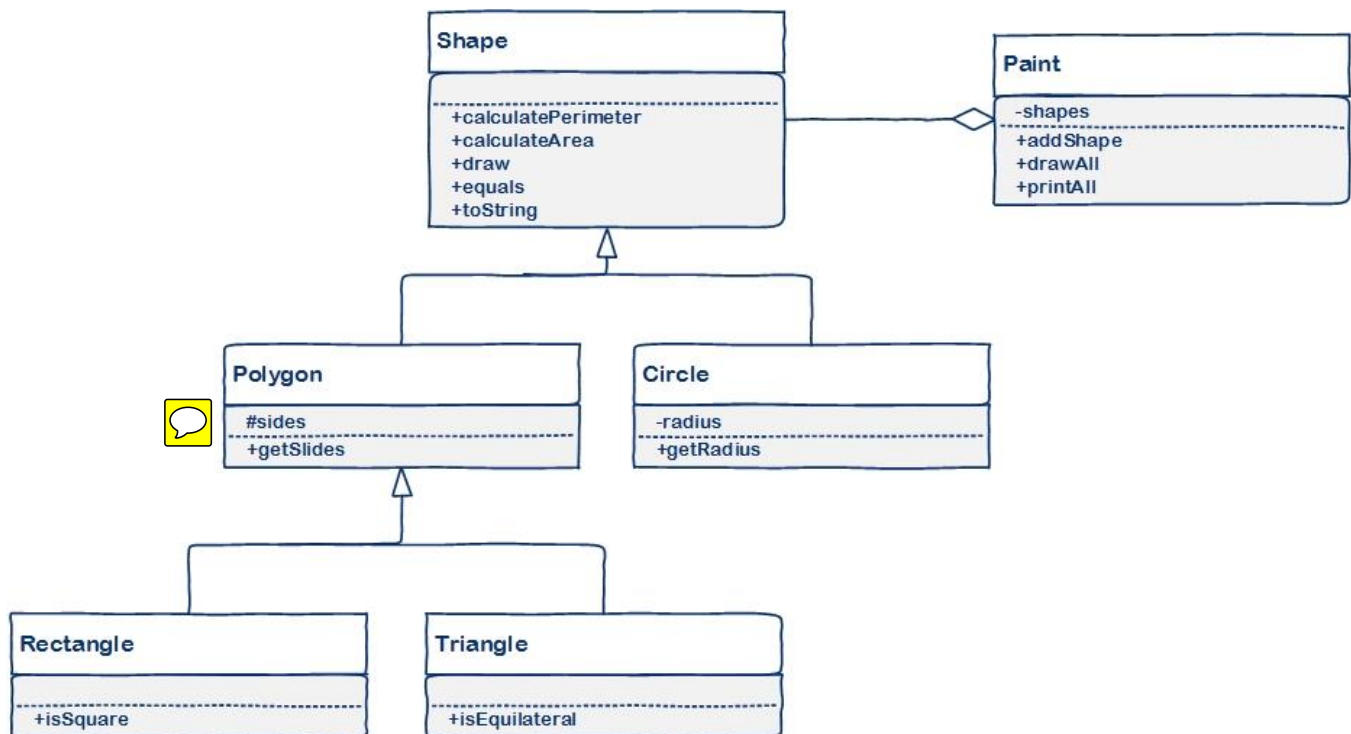 Shape
+calculatePerimeter
+calculateArea
+draw
+equals
+toString
Paint
-shapes
+addShape
+drawAll
+printAll
Polygon
#sides
+getSlides
Circle
-radius
+getRadius
Rectangle
+isSquare
Triangle
+isEquilateral